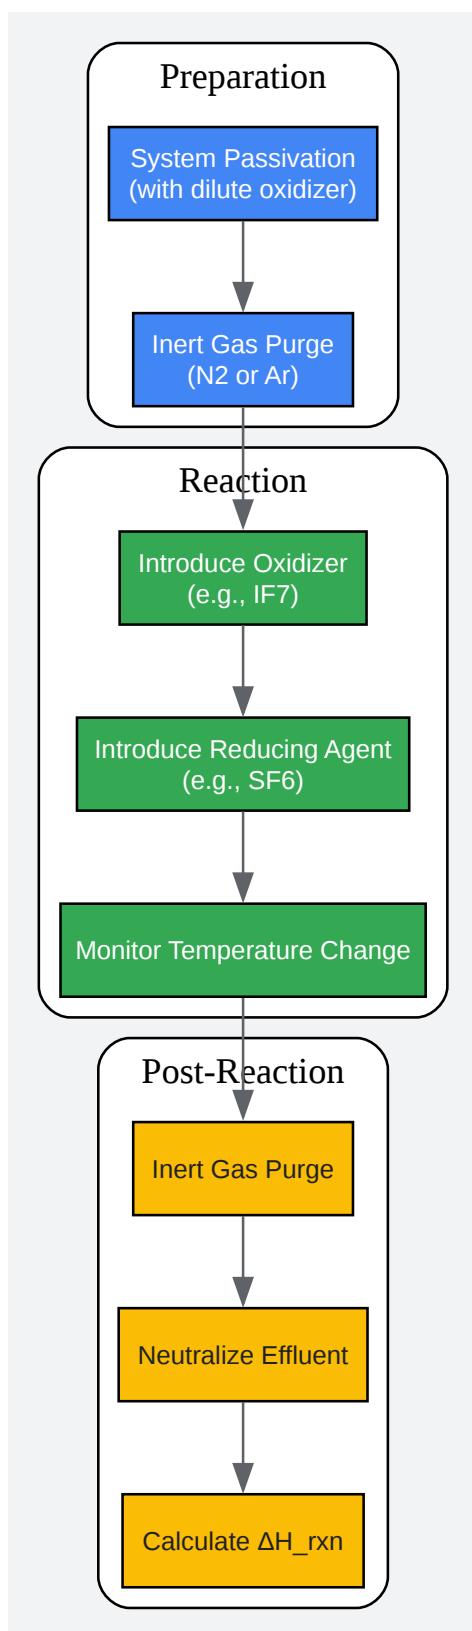 Preparation
System Passivation
(with dilute oxidizer)
Inert Gas Purge
(N2 or Ar)
Reaction
Introduce Oxidizer
(e.g., IF7)
Introduce Reducing Agent
(e.g., SF6)
Monitor Temperature Change
Post-Reaction
Inert Gas Purge
Neutralize Effluent
Calculate ΔH_rxn